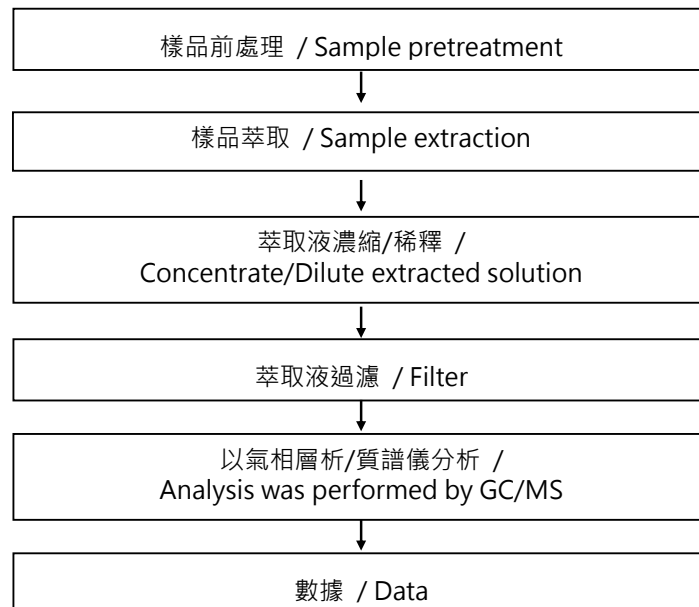 樣品前處理 / Sample pretreatment
樣品萃取 / Sample extraction
萃取液濃縮/稀釋 /
Concentrate/Dilute extracted solution
萃取液過濾 / Filter
以氣相層析/質譜儀分析 /
Analysis was performed by GC/MS
數據 / Data